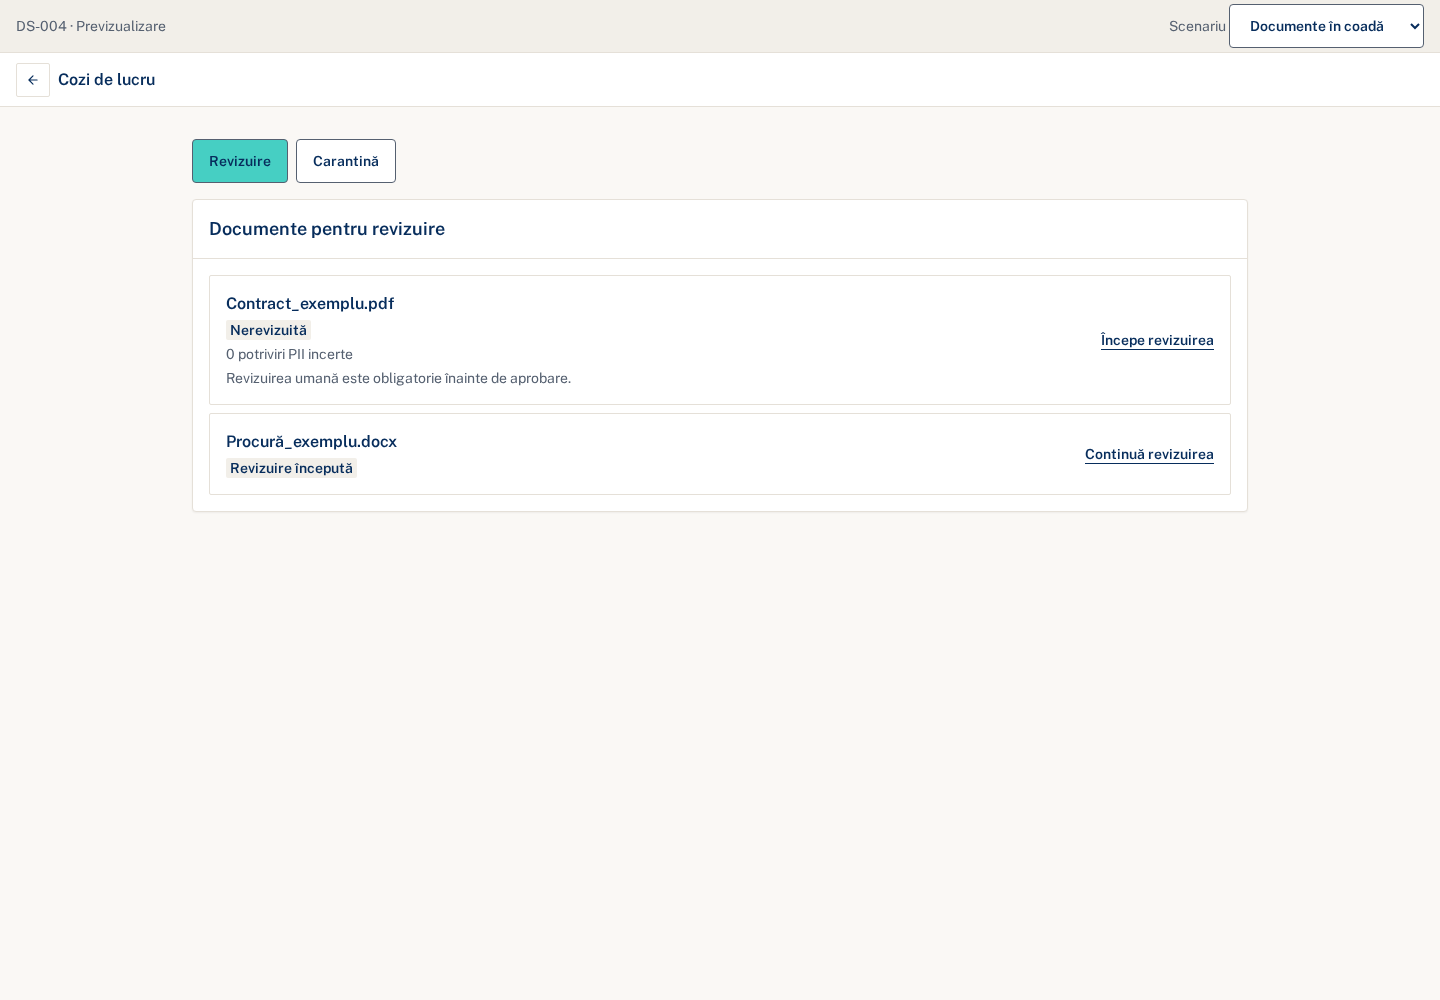 DS-004 · Previzualizare
Scenariu Documente în coadă
Cozi de lucru
Revizuire Carantină
Documente pentru revizuire
Contract_exemplu.pdf
Nerevizuită
0 potriviri PII incerte
Revizuirea umană este obligatorie înainte de aprobare.
Începe revizuirea
Procură_exemplu.docx
Revizuire începută
Continuă revizuirea